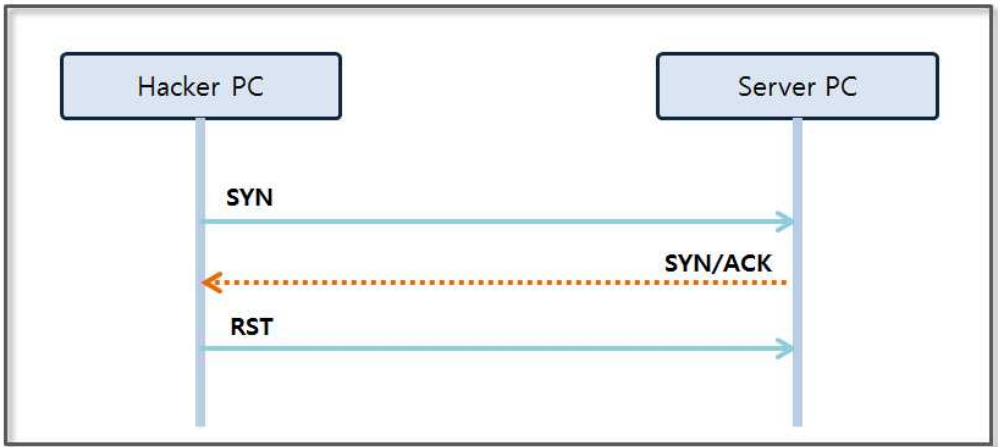 Hacker PC
Server PC
SYN
SYN/ACK
RST